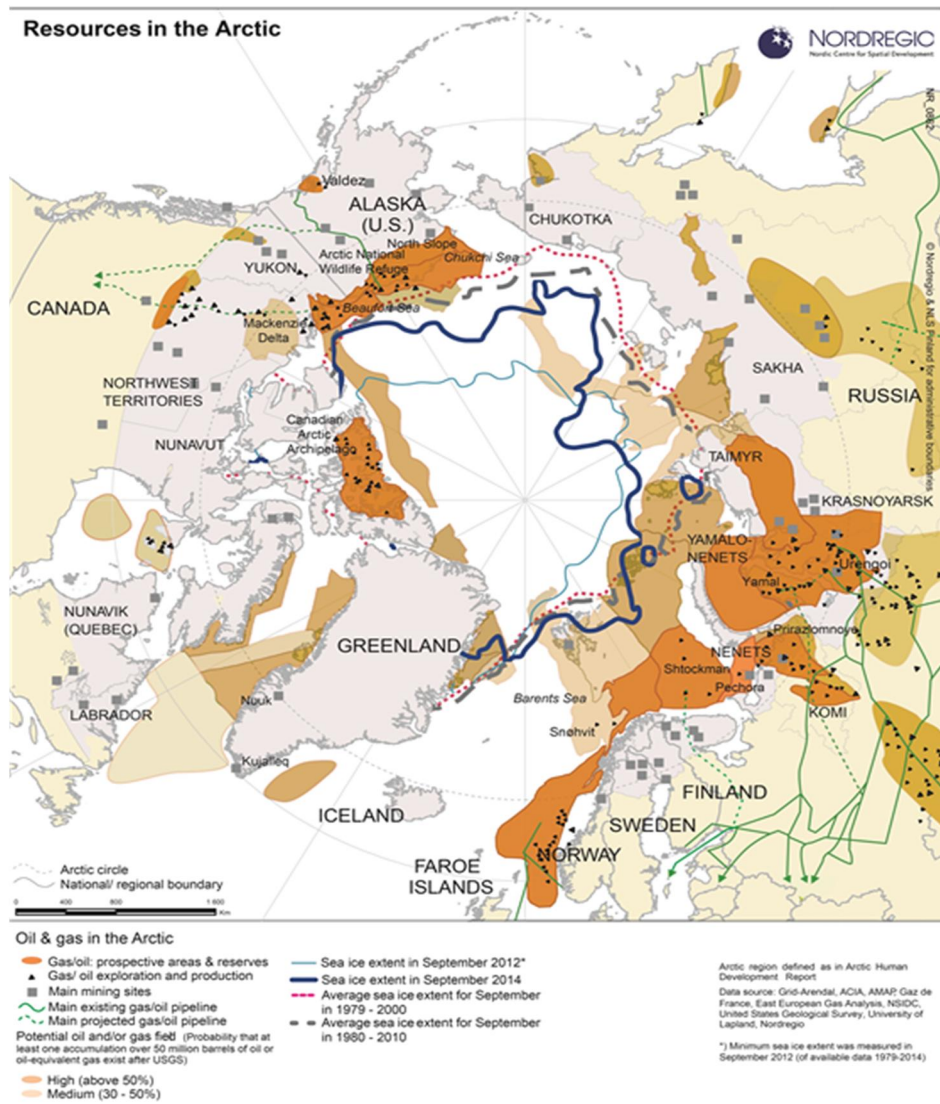 Resources in the Arctic
NORDREGIO
Nordic Centre for Spatial Development
NR_0882
© Nordregio & NLS Finland for administrative boundaries
Valdez
ALASKA
(U.S.)
CHUKOTKA
North Slope
Chukchi Sea
Arctic National
Wildlife Refuge
YUKON
Beaufort Sea
CANADA
Mackenzie
Delta
SAKHA
NORTHWEST
TERRITORIES
RUSSIA
Canadian
Arctic
Archipelago
NUNAVUT
TAIMYR
KRASNOYARSK
YAMALO-
NENETS
Urengoi
Yamal
NUNAVIK
(QUEBEC)
Prirazlomnoye
GREENLAND
NENETS
Shtockman
Pechora
Barents Sea
Nuuk
LABRADOR
KOMI
Snøhvit
Kujalleq
FINLAND
ICELAND
SWEDEN
NORWAY
FAROE
ISLANDS
Arctic circle
National/ regional boundary
0 400 800 1 600
Km
Oil & gas in the Arctic
Gas/oil: prospective areas & reserves
Gas/ oil exploration and production
Main mining sites
Main existing gas/oil pipeline
Main projected gas/oil pipeline
Potential oil and/or gas field (Probability that at
least one accumulation over 50 million barrels of oil or
oil-equivalent gas exist after USGS)
High (above 50%)
Medium (30 - 50%)
Sea ice extent in September 2012*
Sea ice extent in September 2014
Average sea ice extent for September
in 1979 - 2000
Average sea ice extent for September
in 1980 - 2010
Arctic region defined as in Arctic Human
Development Report
Data source: Grid-Arendal, ACIA, AMAP, Gaz de
France, East European Gas Analysis, NSIDC,
United States Geological Survey, University of
Lapland, Nordregio
*) Minimum sea ice extent was measured in
September 2012 (of available data 1979-2014)